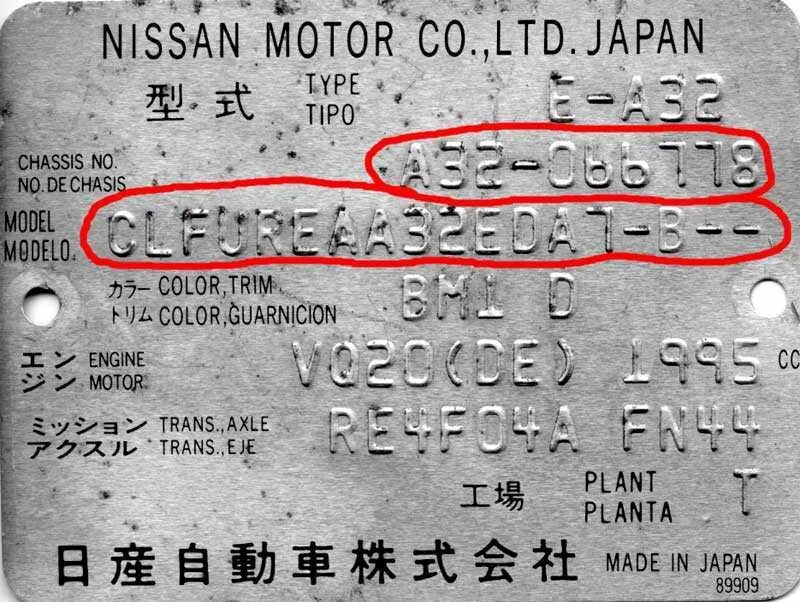 NISSAN MOTOR CO.,LTD. JAPAN
型式 TYPE TIPO E-A32
CHASSIS NO. NO. DE CHASIS A32-066778
MODEL MODELO. CLFUREAA32EDA7-B--
カラー COLOR,TRIM BM1 D
トリム COLOR,GUARNICION
エンジン ENGINE MOTOR VQ20(DE) 1995 CC
ミッション TRANS.,AXLE RE4F04A FN44
アクスル TRANS.,EJE
工場 PLANT PLANTA T
日産自動車株式会社 MADE IN JAPAN
89909